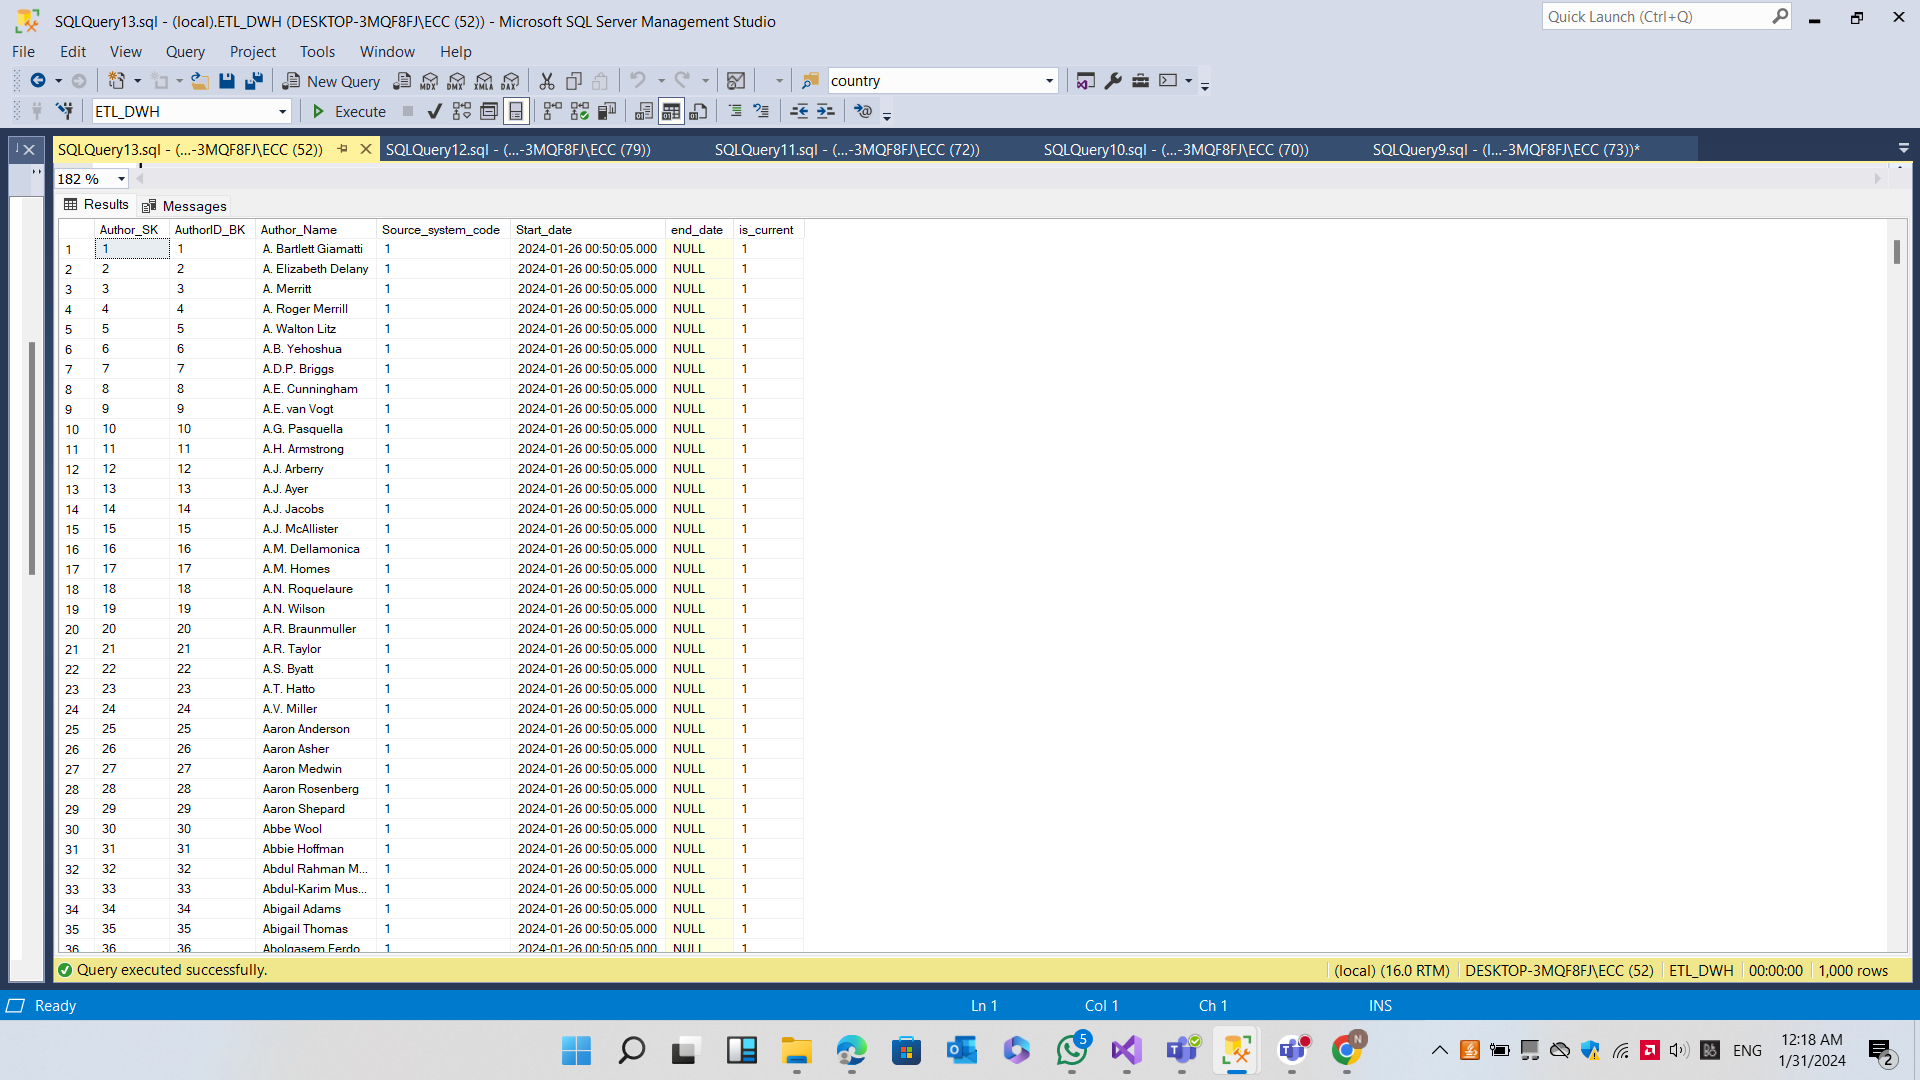 SQLQuery13.sql - (local).ETL_DWH (DESKTOP-3MQF8FJ\ECC (52)) - Microsoft SQL Server Management Studio
Quick Launch (Ctrl+Q)
File Edit View Query Project Tools Window Help
New Query MDX DMX XMLA DAX country
ETL_DWH Execute
SQLQuery13.sql - (...-3MQF8FJ\ECC (52)) SQLQuery12.sql - (...-3MQF8FJ\ECC (79)) SQLQuery11.sql - (...-3MQF8FJ\ECC (72)) SQLQuery10.sql - (...-3MQF8FJ\ECC (70)) SQLQuery9.sql - (l...-3MQF8FJ\ECC (73))*
182 %
Results Messages
Author_SK AuthorID_BK Author_Name Source_system_code Start_date end_date is_current
1 1 1 A. Bartlett Giamatti 1 2024-01-26 00:50:05.000 NULL 1
2 2 2 A. Elizabeth Delany 1 2024-01-26 00:50:05.000 NULL 1
3 3 3 A. Merritt 1 2024-01-26 00:50:05.000 NULL 1
4 4 4 A. Roger Merrill 1 2024-01-26 00:50:05.000 NULL 1
5 5 5 A. Walton Litz 1 2024-01-26 00:50:05.000 NULL 1
6 6 6 A.B. Yehoshua 1 2024-01-26 00:50:05.000 NULL 1
7 7 7 A.D.P. Briggs 1 2024-01-26 00:50:05.000 NULL 1
8 8 8 A.E. Cunningham 1 2024-01-26 00:50:05.000 NULL 1
9 9 9 A.E. van Vogt 1 2024-01-26 00:50:05.000 NULL 1
10 10 10 A.G. Pasquella 1 2024-01-26 00:50:05.000 NULL 1
11 11 11 A.H. Armstrong 1 2024-01-26 00:50:05.000 NULL 1
12 12 12 A.J. Arberry 1 2024-01-26 00:50:05.000 NULL 1
13 13 13 A.J. Ayer 1 2024-01-26 00:50:05.000 NULL 1
14 14 14 A.J. Jacobs 1 2024-01-26 00:50:05.000 NULL 1
15 15 15 A.J. McAllister 1 2024-01-26 00:50:05.000 NULL 1
16 16 16 A.M. Dellamonica 1 2024-01-26 00:50:05.000 NULL 1
17 17 17 A.M. Homes 1 2024-01-26 00:50:05.000 NULL 1
18 18 18 A.N. Roquelaure 1 2024-01-26 00:50:05.000 NULL 1
19 19 19 A.N. Wilson 1 2024-01-26 00:50:05.000 NULL 1
20 20 20 A.R. Braunmuller 1 2024-01-26 00:50:05.000 NULL 1
21 21 21 A.R. Taylor 1 2024-01-26 00:50:05.000 NULL 1
22 22 22 A.S. Byatt 1 2024-01-26 00:50:05.000 NULL 1
23 23 23 A.T. Hatto 1 2024-01-26 00:50:05.000 NULL 1
24 24 24 A.V. Miller 1 2024-01-26 00:50:05.000 NULL 1
25 25 25 Aaron Anderson 1 2024-01-26 00:50:05.000 NULL 1
26 26 26 Aaron Asher 1 2024-01-26 00:50:05.000 NULL 1
27 27 27 Aaron Medwin 1 2024-01-26 00:50:05.000 NULL 1
28 28 28 Aaron Rosenberg 1 2024-01-26 00:50:05.000 NULL 1
29 29 29 Aaron Shepard 1 2024-01-26 00:50:05.000 NULL 1
30 30 30 Abbe Wool 1 2024-01-26 00:50:05.000 NULL 1
31 31 31 Abbie Hoffman 1 2024-01-26 00:50:05.000 NULL 1
32 32 32 Abdul Rahman M... 1 2024-01-26 00:50:05.000 NULL 1
33 33 33 Abdul-Karim Mus... 1 2024-01-26 00:50:05.000 NULL 1
34 34 34 Abigail Adams 1 2024-01-26 00:50:05.000 NULL 1
35 35 35 Abigail Thomas 1 2024-01-26 00:50:05.000 NULL 1
36 36 36 Abolgasem Ferdo 1 2024-01-26 00:50:05.000 NULL 1
Query executed successfully. (local) (16.0 RTM) DESKTOP-3MQF8FJ\ECC (52) ETL_DWH 00:00:00 1,000 rows
Ready Ln 1 Col 1 Ch 1 INS
5 N ENG 12:18 AM
1/31/2024 2